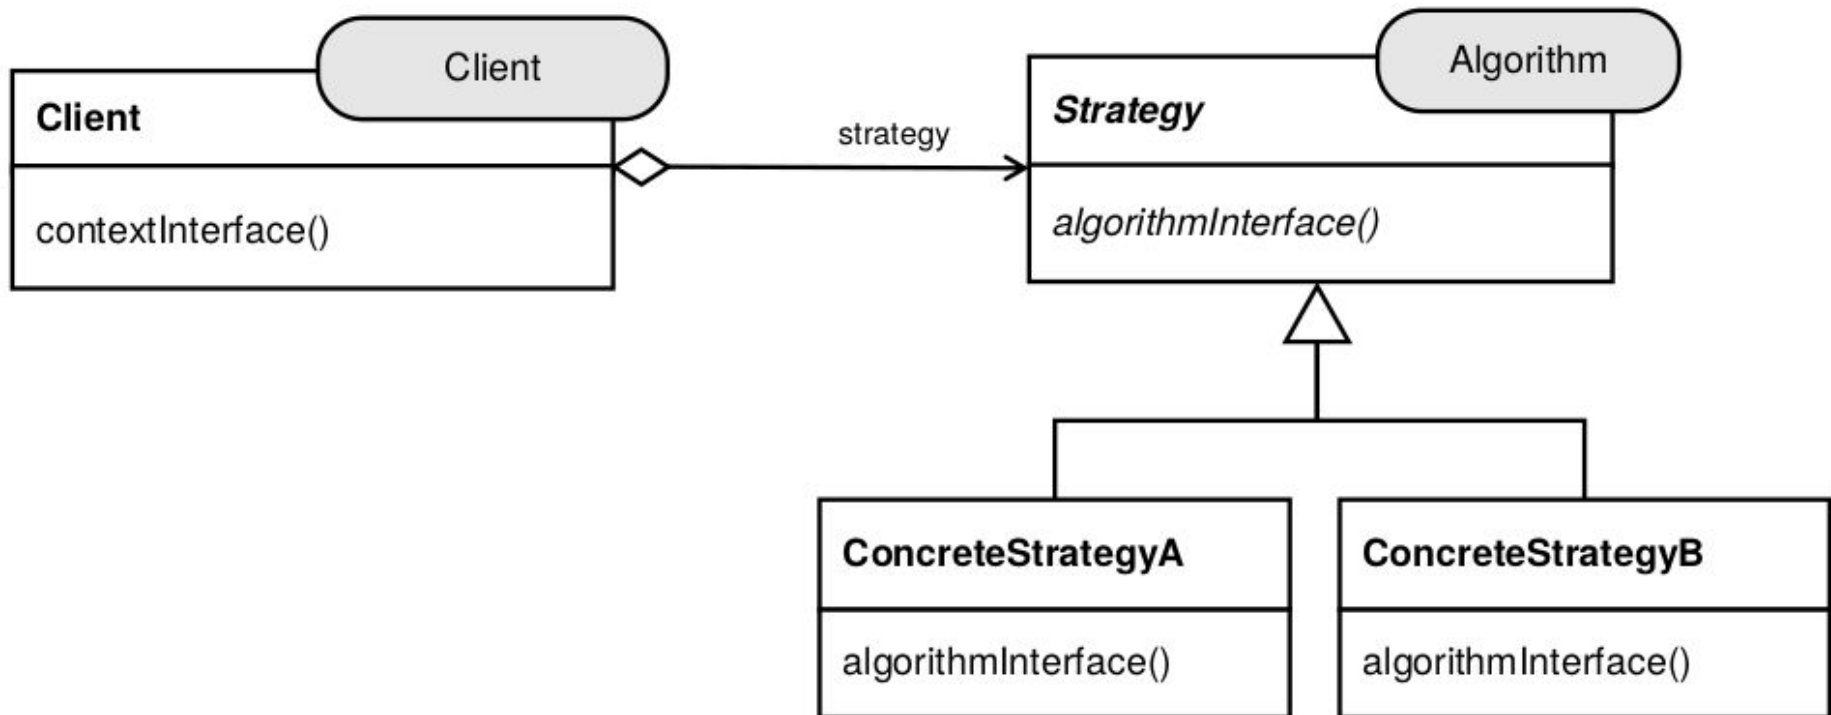 Client
Client
contextInterface()
strategy
Algorithm
Strategy
algorithmInterface()
ConcreteStrategyA
algorithmInterface()
ConcreteStrategyB
algorithmInterface()